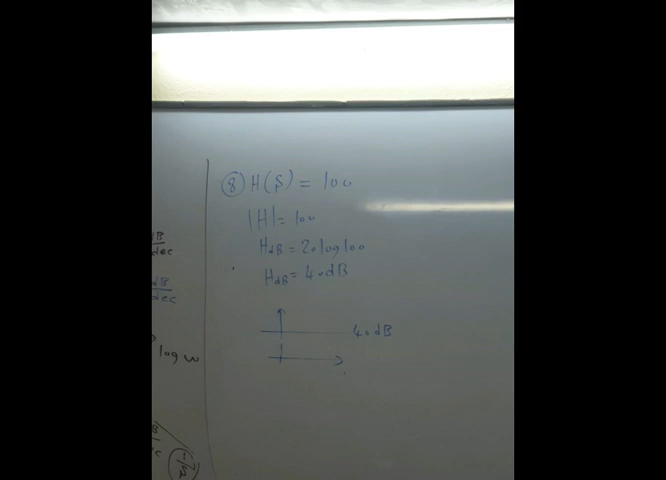 dB
dec
dB
dec
log ω
⑧ H(S) = 100
|H| = 100
HdB = 20 log 100
HdB = 40 dB
40 dB